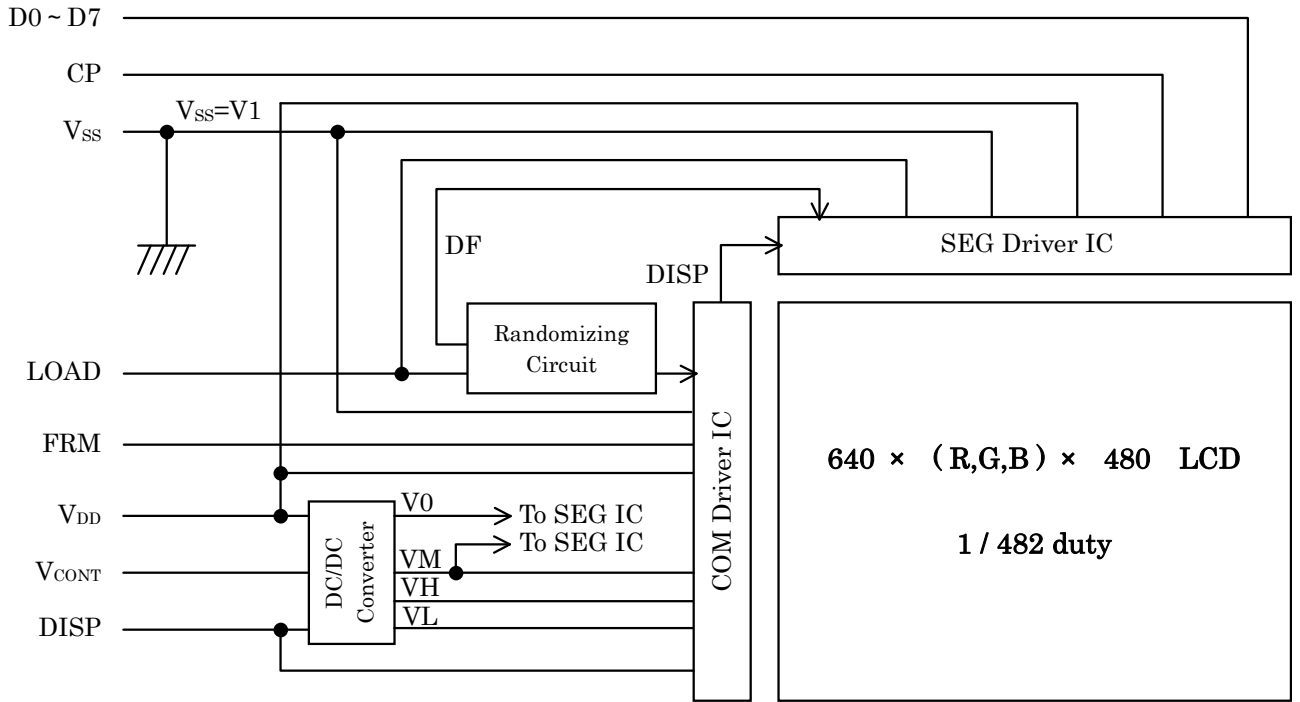 D0 ~ D7
CP
VSS=V1
VSS
DF
DISP
SEG Driver IC
Randomizing
Circuit
LOAD
FRM
COM Driver IC
640 × (R,G,B) × 480 LCD
1 / 482 duty
VDD
V0
To SEG IC
To SEG IC
DC/DC
Converter
VCONT
VM
VH
VL
DISP